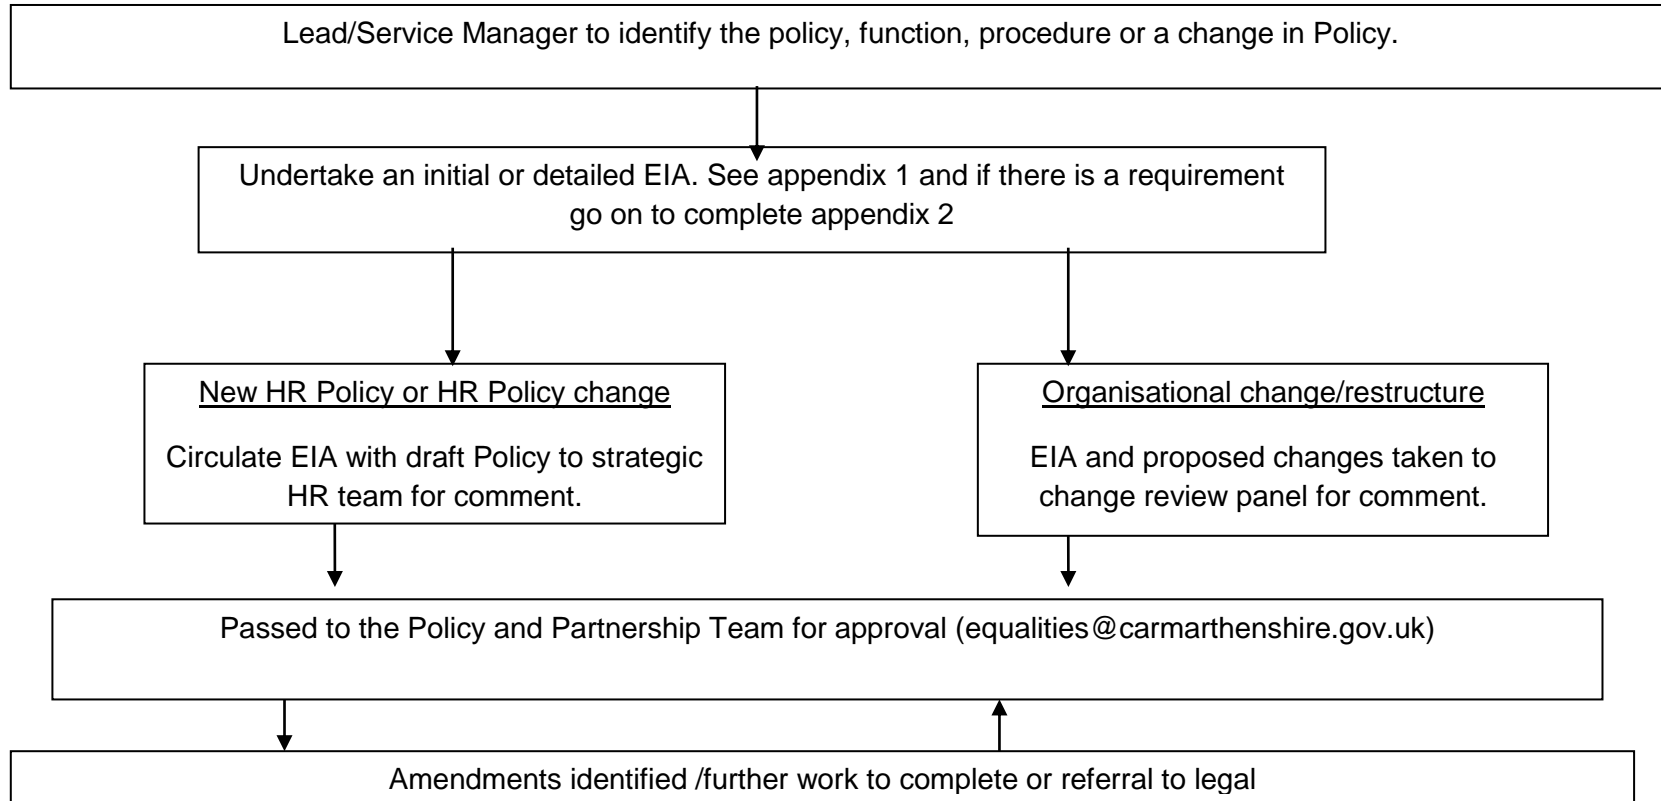 Lead/Service Manager to identify the policy, function, procedure or a change in Policy.
Undertake an initial or detailed EIA. See appendix 1 and if there is a requirement
go on to complete appendix 2
New HR Policy or HR Policy change
Circulate EIA with draft Policy to strategic
HR team for comment.
Organisational change/restructure
EIA and proposed changes taken to
change review panel for comment.
Passed to the Policy and Partnership Team for approval (equalities@carmarthenshire.gov.uk)
Amendments identified /further work to complete or referral to legal